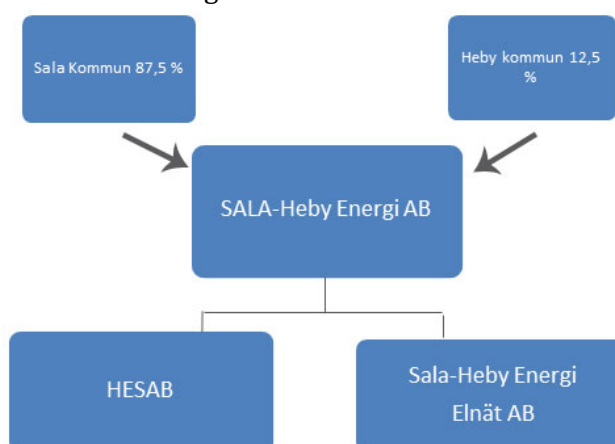 Sala Kommun 87,5 %
Heby kommun 12,5
%
SALA-Heby Energi AB
HESAB
Sala-Heby Energi
Elnät AB